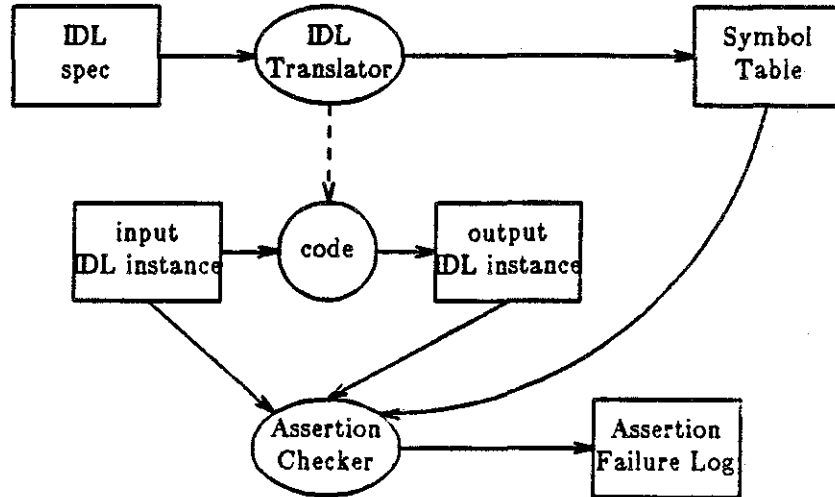 IDL
spec
IDL
Translator
Symbol
Table
input
IDL instance
code
output
IDL instance
Assertion
Checker
Assertion
Failure Log